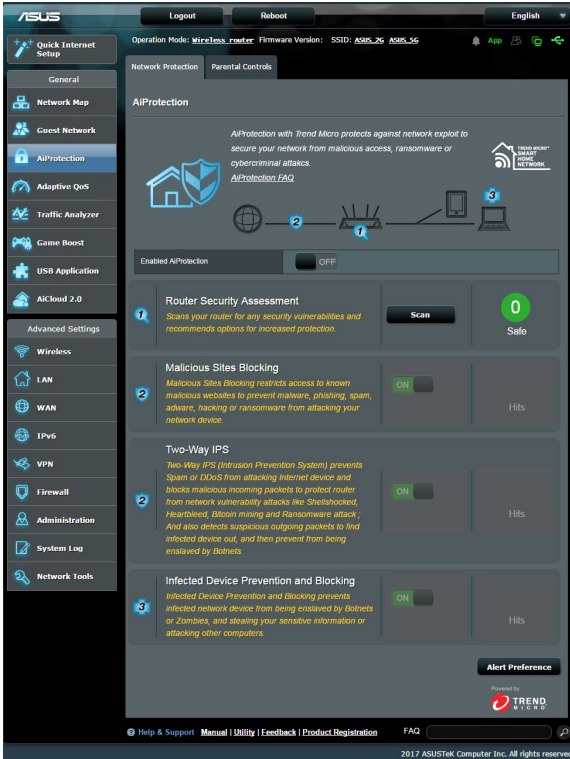 ASUS
Logout
Reboot
English
Quick Internet
Setup
General
Network Map
Guest Network
AiProtection
Adaptive QoS
Traffic Analyzer
Game Boost
USB Application
AiCloud 2.0
Advanced Settings
Wireless
LAN
WAN
IPv6
VPN
Firewall
Administration
System Log
Network Tools
Operation Mode: Wireless router Firmware Version: SSID: ASUS_2G ASUS_5G
App
Network Protection
Parental Controls
AiProtection
AiProtection with Trend Micro protects against network exploit to
secure your network from malicious access, ransomware or
cybercriminal attakcs.
AiProtection FAQ
TREND MICRO™
SMART
HOME
NETWORK
2
1
3
Enabled AiProtection
OFF
1
Router Security Assessment
Scans your router for any security vulnerabilities and
recommends options for increased protection.
Scan
0
Safe
2
Malicious Sites Blocking
Malicious Sites Blocking restricts access to known
malicious websites to prevent malware, phishing, spam,
adware, hacking or ransomware from attacking your
network device.
ON
Hits
2
Two-Way IPS
Two-Way IPS (Intrusion Prevention System) prevents
Spam or DDoS from attacking Internet device and
blocks malicious incoming packets to protect router
from network vulnerability attacks like Shellshocked,
Heartbleed, Bitcoin mining and Ransomware attack ;
And also detects suspicious outgoing packets to find
infected device out, and then prevent from being
enslaved by Botnets.
ON
Hits
3
Infected Device Prevention and Blocking
Infected Device Prevention and Blocking prevents
infected network device from being enslaved by Botnets
or Zombies, and stealing your sensitive information or
attacking other computers.
ON
Hits
Alert Preference
Powered by
TREND
MICRO
Help & Support Manual | Utility | Feedback | Product Registration
FAQ
2017 ASUSTeK Computer Inc. All rights reserved